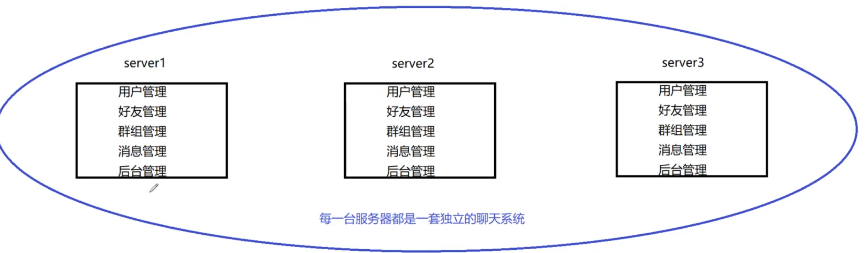 server1
用户管理
好友管理
群组管理
消息管理
后台管理
server2
用户管理
好友管理
群组管理
消息管理
后台管理
server3
用户管理
好友管理
群组管理
消息管理
后台管理
每一台服务器都是一套独立的聊天系统